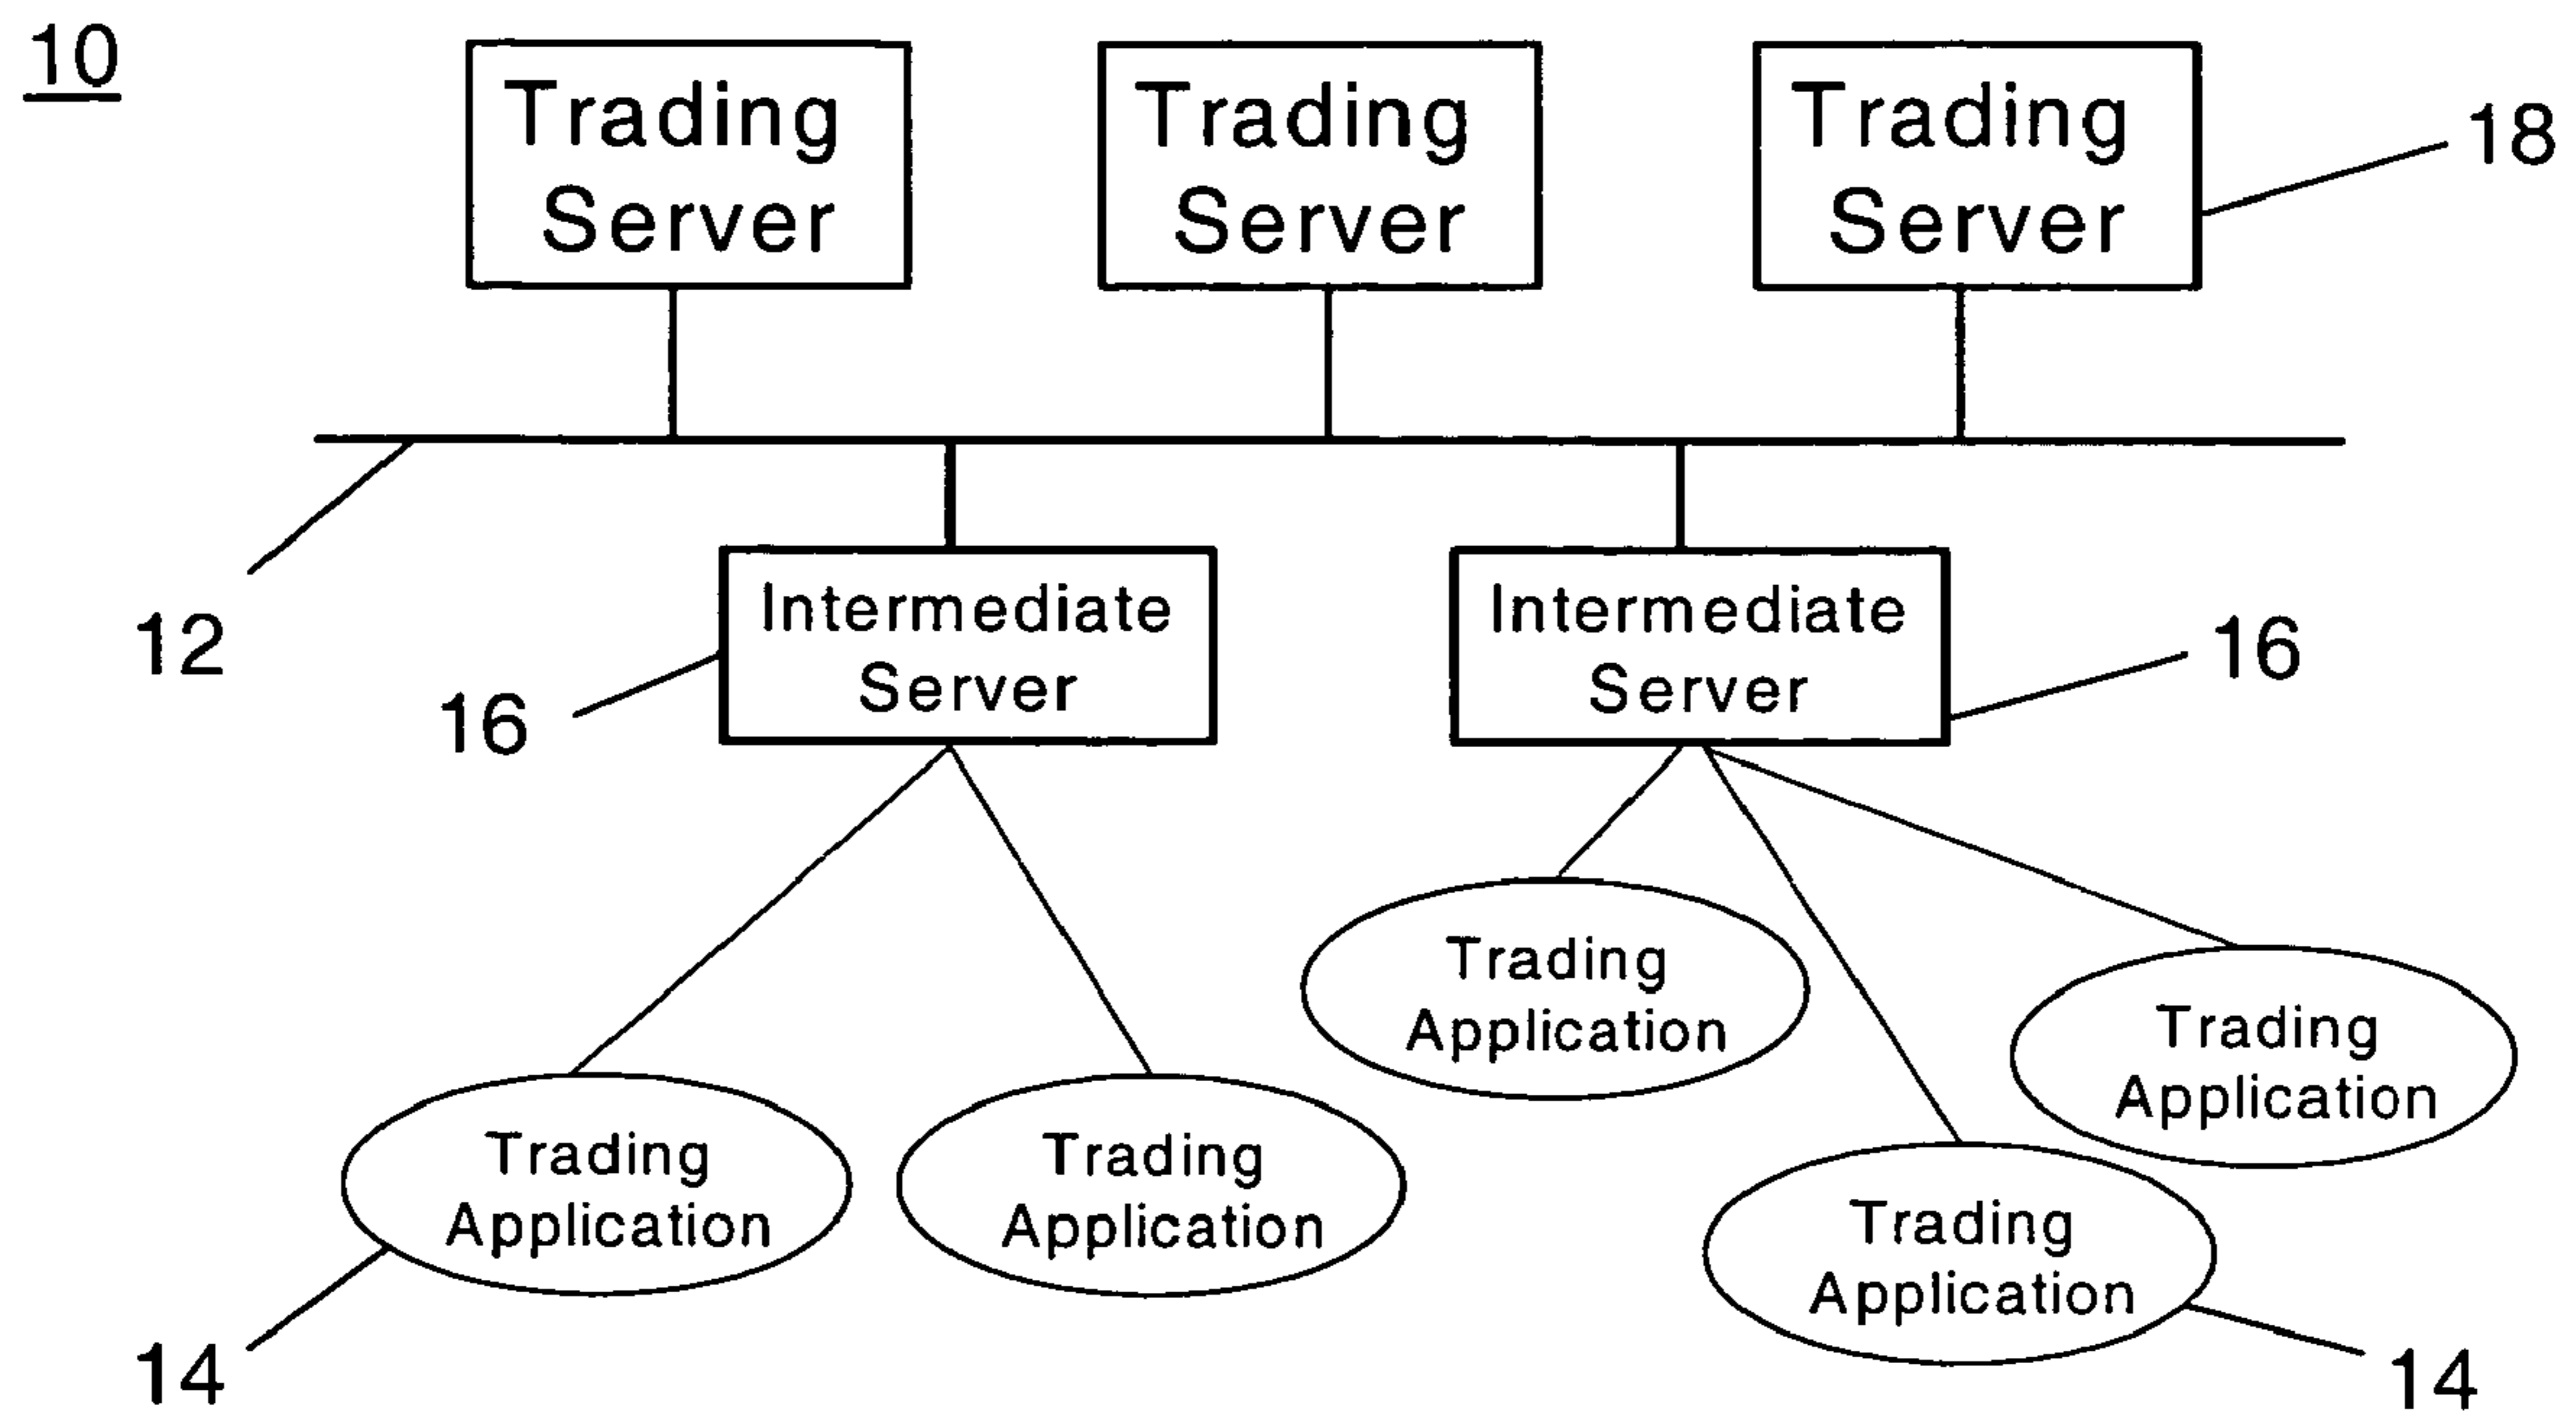 10
Trading
Server
Trading
Server
Trading
Server
18
12
Intermediate
Server
16
Intermediate
Server
16
Trading
Application
Trading
Application
Trading
Application
Trading
Application
Trading
Application
14
14